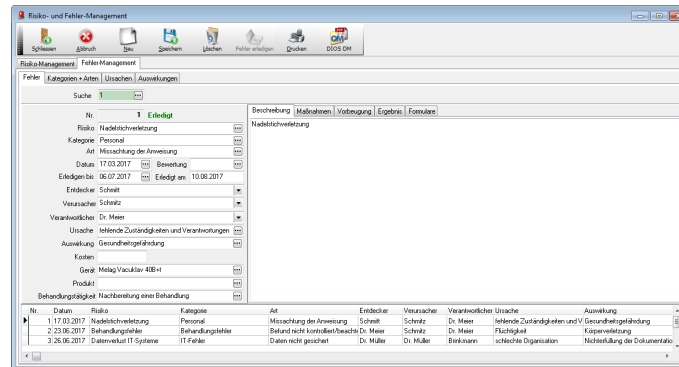 Risiko- und Fehler-Management
Schliessen Abbruch Neu Speichern Löschen Fehler erledigen Drucken DIOS DM
Risiko-Management Fehler-Management
Fehler Kategorien + Arten Ursachen Auswirkungen
Suche 1
Nr. 1 Erledigt
Risiko Nadelstichverletzung
Kategorie Personal
Art Missachtung der Anweisung
Datum 17.03.2017 Bewertung
Erledigen bis 06.07.2017 Erledigt am 10.08.2017
Entdecker Schmitt
Verursacher Schmitz
Verantwortlicher Dr. Meier
Ursache fehlende Zuständigkeiten und Verantwortungen
Auswirkung Gesundheitsgefährdung
Kosten
Gerät Melag Vacuklav 40B+t
Produkt
Behandlungstätigkeit Nachbereitung einer Behandlung
Beschreibung Maßnahmen Vorbeugung Ergebnis Formulare
Nadelstichverletzung
Nr. Datum Risiko Kategorie Art Entdecker Verursacher Verantwortlicher Ursache Auswirkung
1 17.03.2017 Nadelstichverletzung Personal Missachtung der Anweisung Schmitt Schmitz Dr. Meier fehlende Zuständigkeiten und V Gesundheitsgefährdung
2 23.06.2017 Behandlungsfehler Behandlungsfehler Befund nicht kontrolliert/beachte Dr. Meier Schmitz Dr. Meier Flüchtigkeit Körperverletzung
3 26.06.2017 Datenverlust IT-Systeme IT-Fehler Daten nicht gesichert Dr. Müller Dr. Müller Brinkmann schlechte Organisation Nichterfüllung der Dokumentatio